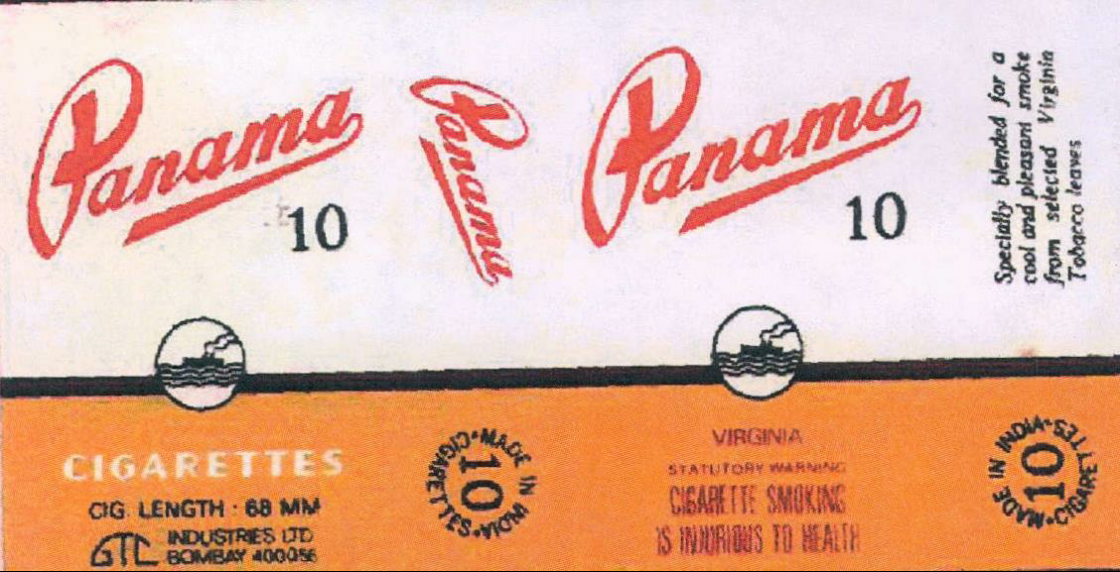 Panama
10
Panama
Panama
10
Specially blended for a
cool and pleasant smoke
from selected Virginia
Tobacco leaves
CIGARETTES
CIG. LENGTH : 68 MM
GTC INDUSTRIES LTD
BOMBAY 400056
MADE IN INDIA • CIGARETTES •
10
VIRGINIA
STATUTORY WARNING
CIGARETTE SMOKING
IS INJURIOUS TO HEALTH
MADE IN INDIA • CIGARETTES •
10